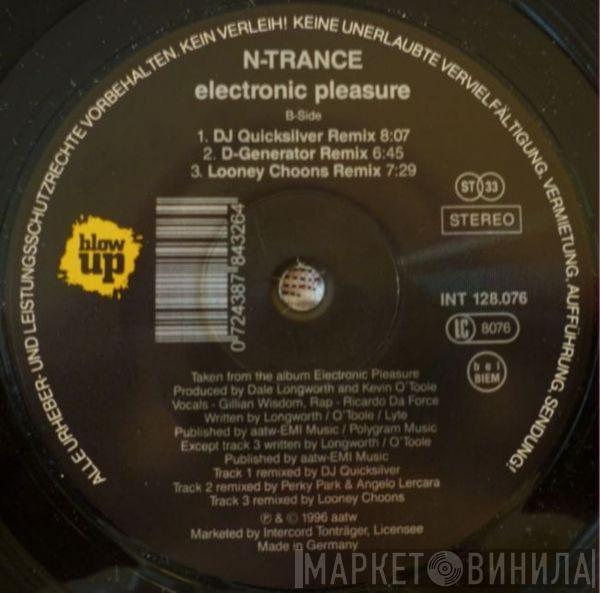 ALLE URHEBER- UND LEISTUNGSSCHUTZRECHTE VORBEHALTEN. KEIN VERLEIH! KEINE UNERLAUBTE VERVIELFÄLTIGUNG, VERMIETUNG, AUFFÜHRUNG, SENDUNG!
N-TRANCE
electronic pleasure
B-Side
1. DJ Quicksilver Remix 8:07
2. D-Generator Remix 6:45
3. Looney Choons Remix 7:29
ST 33
STEREO
blow
up
0 724387 843264
INT 128.076
LC 8076
bel
BIEM
Taken from the album Electronic Pleasure
Produced by Dale Longworth and Kevin O'Toole
Vocals - Gillian Wisdom, Rap - Ricardo Da Force
Written by Longworth / O'Toole / Lyte
Published by aatw-EMI Music / Polygram Music
Except track 3 written by Longworth / O'Toole
Published by aatw-EMI Music
Track 1 remixed by DJ Quicksilver
Track 2 remixed by Perky Park & Angelo Lercara
Track 3 remixed by Looney Choons
℗ & © 1996 aatw
Marketed by Intercord Tonträger, Licensee
Made in Germany
МАРКЕТ ВИНИЛА